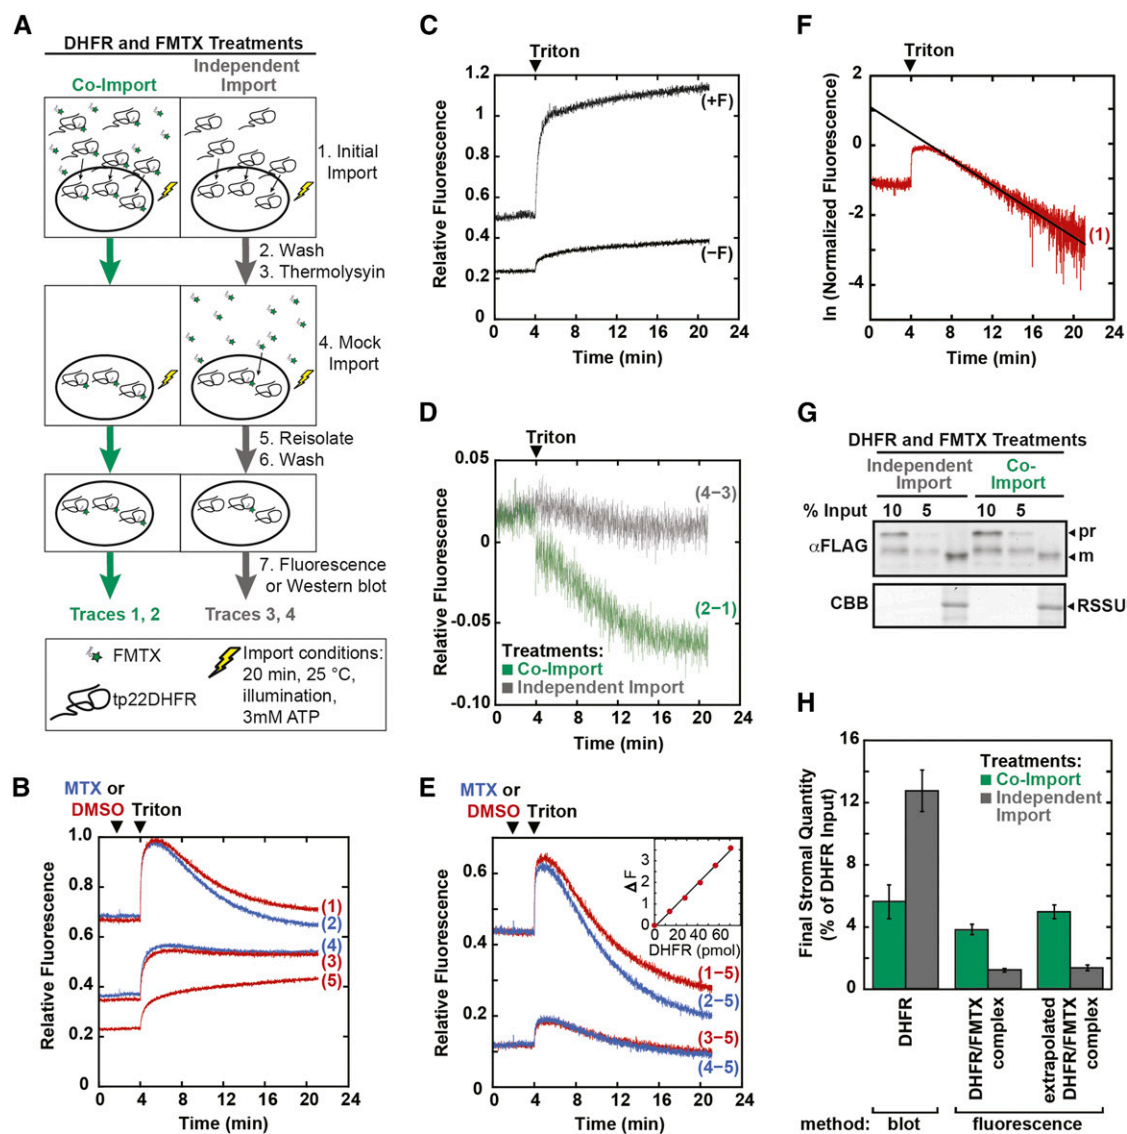 A
DHFR and FMTX Treatments
Co-Import
Independent
Import
1. Initial
Import
2. Wash
3. Thermolysyin
4. Mock
Import
5. Reisolate
6. Wash
7. Fluorescence
or Western blot
Traces 1, 2
Traces 3, 4
FMTX
tp22DHFR
Import conditions:
20 min, 25 °C,
illumination,
3mM ATP
B
MTX or
DMSO
Triton
Relative Fluorescence
1.0
0.8
0.6
0.4
0.2
0
(1)
(2)
(4)
(3)
(5)
0 4 8 12 16 20 24
Time (min)
C
Triton
Relative Fluorescence
1.2
1
0.8
0.6
0.4
0.2
0
(+F)
(−F)
0 4 8 12 16 20 24
Time (min)
D
Triton
Relative Fluorescence
0.05
0
-0.05
-0.10
(4−3)
(2−1)
Treatments:
Co-Import
Independent Import
0 4 8 12 16 20 24
Time (min)
E
MTX or
DMSO
Triton
Relative Fluorescence
0.6
0.4
0.2
0
Δ F
3
2
1
0
0 20 40 60
DHFR (pmol)
(1−5)
(2−5)
(3−5)
(4−5)
0 4 8 12 16 20 24
Time (min)
F
Triton
ln (Normalized Fluorescence)
2
0
-2
-4
(1)
0 4 8 12 16 20 24
Time (min)
G
DHFR and FMTX Treatments
Independent
Import
Co-
Import
% Input 10 5 10 5
αFLAG
pr
m
CBB
RSSU
H
Final Stromal Quantity
(% of DHFR Input)
16
12
8
4
0
Treatments:
Co-Import
Independent
Import
DHFR
DHFR/FMTX
complex
extrapolated
DHFR/FMTX
complex
method: blot fluorescence